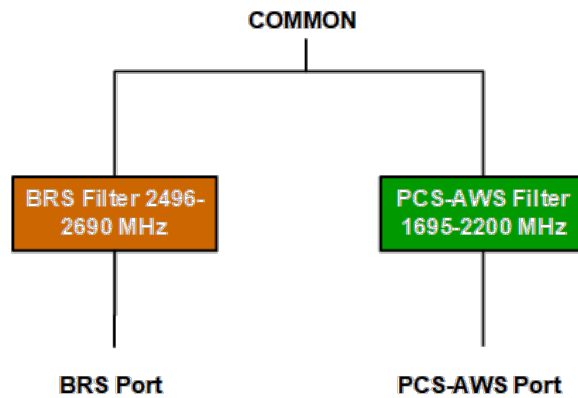 COMMON
BRS Filter 2496-
2690 MHz
PCS-AWS Filter
1695-2200 MHz
BRS Port
PCS-AWS Port